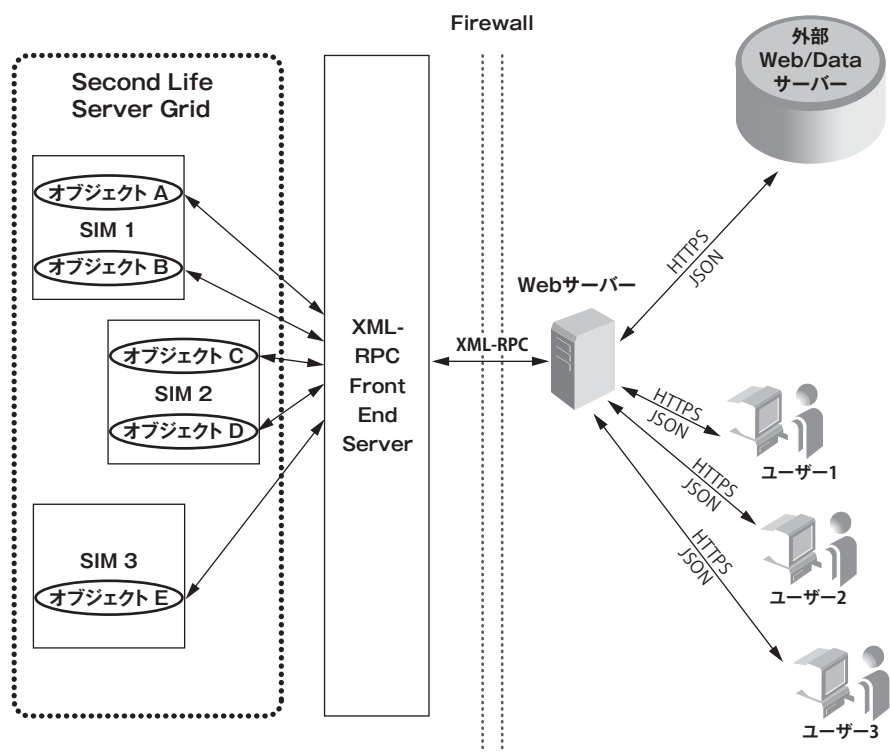 Firewall
Second Life
Server Grid
オブジェクト A
SIM 1
オブジェクト B
オブジェクト C
SIM 2
オブジェクト D
SIM 3
オブジェクト E
XML-
RPC
Front
End
Server
XML-RPC
Webサーバー
外部
Web/Data
サーバー
HTTPS
JSON
HTTPS
JSON
ユーザー1
HTTPS
JSON
ユーザー2
HTTPS
JSON
ユーザー3